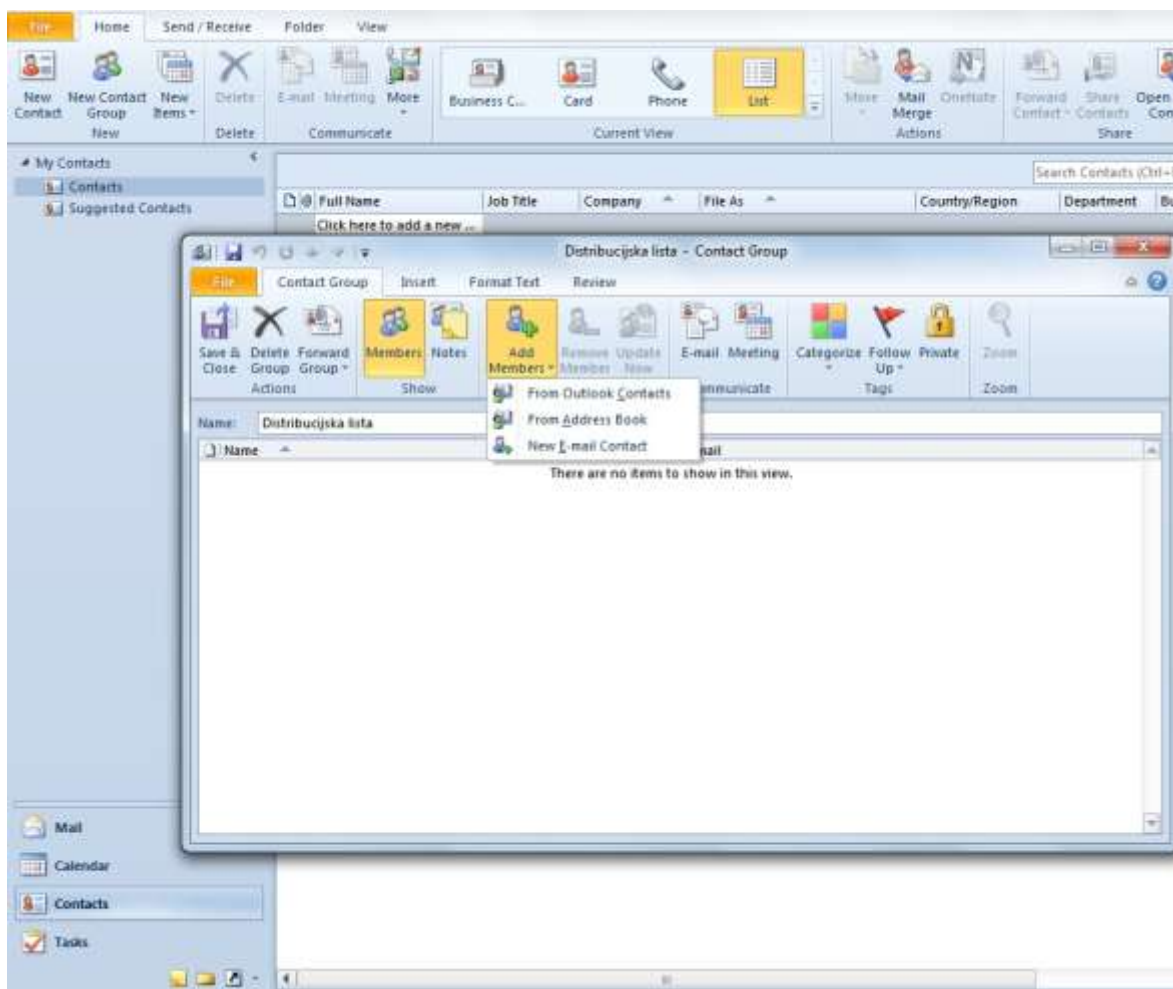 File Home Send / Receive Folder View
New Contact New Contact Group New Items Delete E-mail Meeting More Business C... Card Phone List Move Mail Merge OneNote Forward Contact Share Contacts Open
New Delete Communicate Current View Actions Share
My Contacts
Contacts
Suggested Contacts
Search Contacts
Full Name Job Title Company File As Country/Region Department
Click here to add a new ...
Distribucijska lista - Contact Group
File Contact Group Insert Format Text Review
Save & Close Delete Group Forward Group Members Notes Add Members Remove Member Update Now E-mail Meeting Categorize Follow Up Private Zoom
Actions Show Tags Zoom
From Outlook Contacts
From Address Book
New E-mail Contact
Name: Distribucijska lista
Name
There are no items to show in this view.
Mail
Calendar
Contacts
Tasks